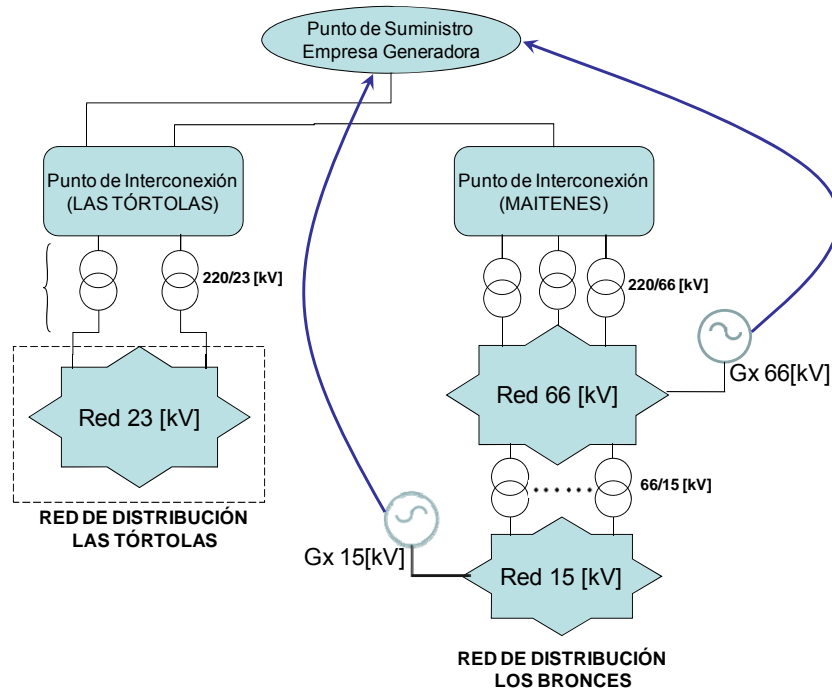 Punto de Suministro
Empresa Generadora
Punto de Interconexión
(LAS TÓRTOLAS)
Punto de Interconexión
(MAITENES)
220/23 [kV]
220/66 [kV]
Gx 66[kV]
Red 23 [kV]
Red 66 [kV]
66/15 [kV]
RED DE DISTRIBUCIÓN
LAS TÓRTOLAS
Gx 15[kV]
Red 15 [kV]
RED DE DISTRIBUCIÓN
LOS BRONCES